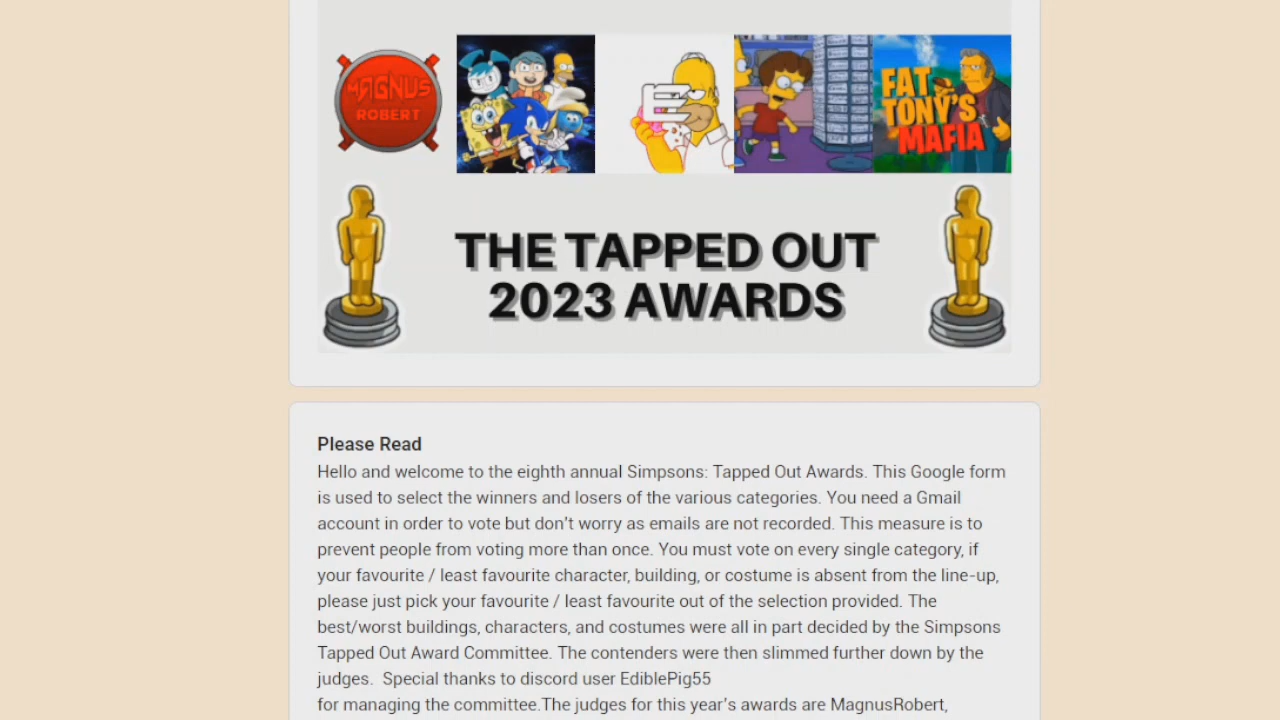 MAGNUS
ROBERT
E
FAT
TONY'S
MAFIA
THE TAPPED OUT
2023 AWARDS
Please Read
Hello and welcome to the eighth annual Simpsons: Tapped Out Awards. This Google form
is used to select the winners and losers of the various categories. You need a Gmail
account in order to vote but don't worry as emails are not recorded. This measure is to
prevent people from voting more than once. You must vote on every single category, if
your favourite / least favourite character, building, or costume is absent from the line-up,
please just pick your favourite / least favourite out of the selection provided. The
best/worst buildings, characters, and costumes were all in part decided by the Simpsons
Tapped Out Award Committee. The contenders were then slimmed further down by the
judges. Special thanks to discord user EdiblePig55
for managing the committee.The judges for this year's awards are MagnusRobert,